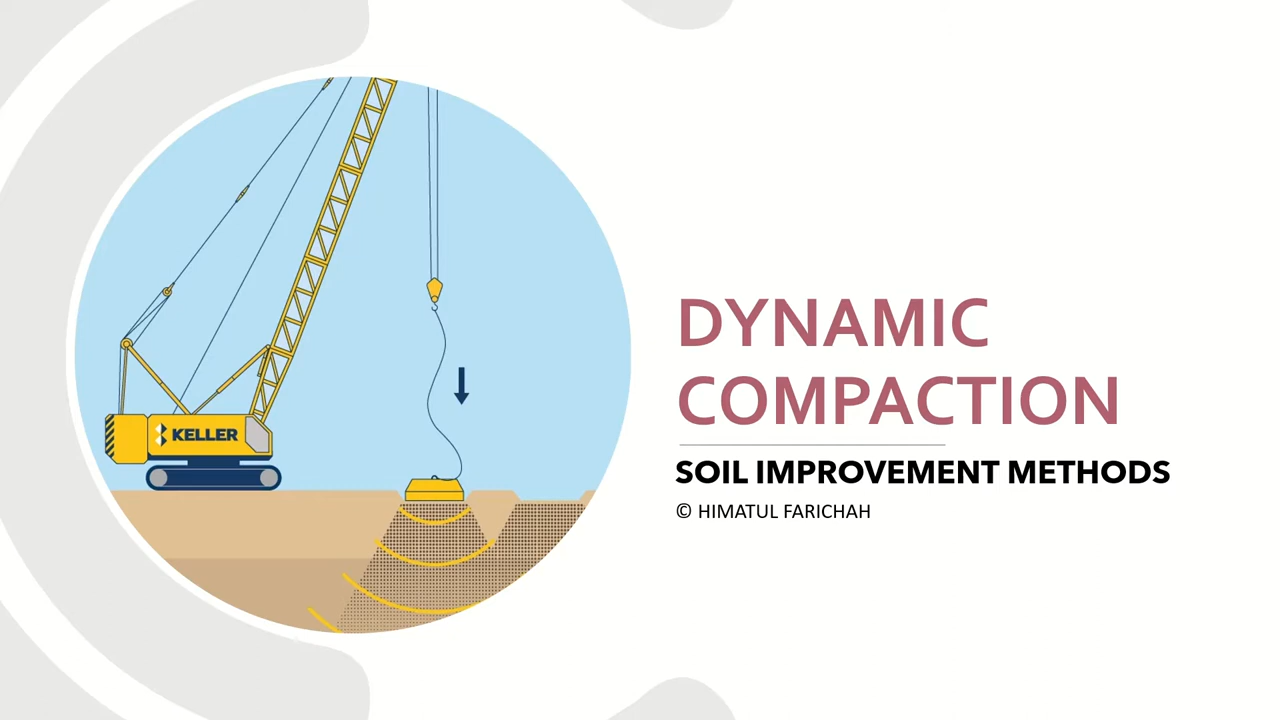 KELLER
DYNAMIC
COMPACTION
SOIL IMPROVEMENT METHODS
© HIMATUL FARICHAH